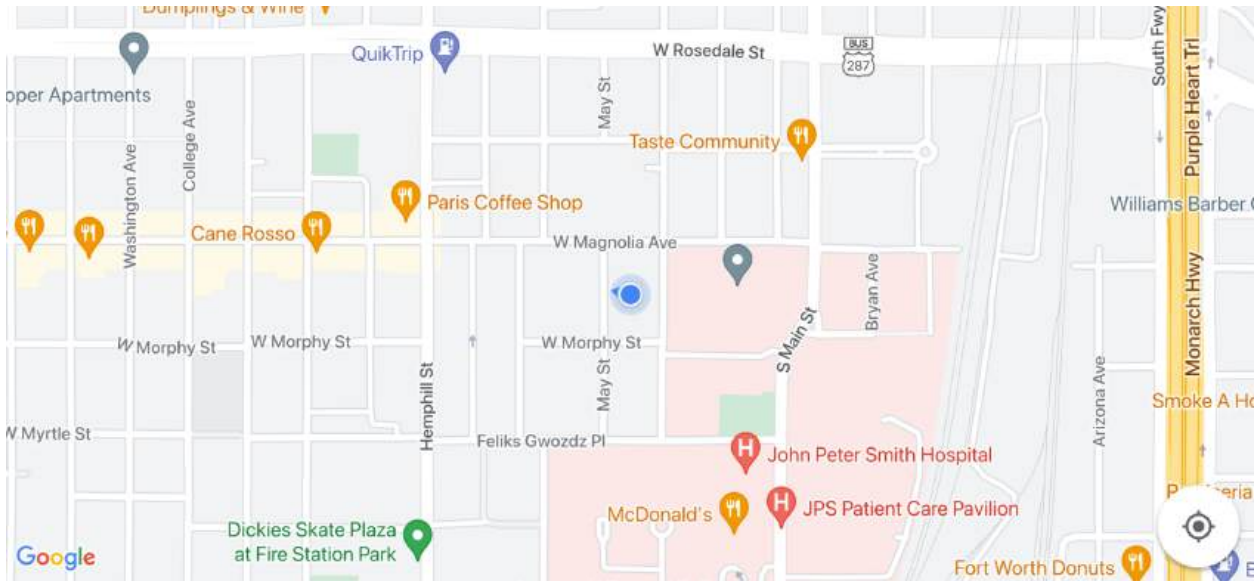 Dumplings & Wine
QuikTrip
W Rosedale St
BUS
287
South Fwy
Purple Heart Trl
oper Apartments
College Ave
May St
Taste Community
Washington Ave
Paris Coffee Shop
Williams Barber
Cane Rosso
W Magnolia Ave
Bryan Ave
Monarch Hwy
W Morphy St
W Morphy St
W Morphy St
S Main St
May St
Hemphill St
Arizona Ave
Smoke A Ho
W Myrtle St
Feliks Gwozdz Pl
John Peter Smith Hospital
H
McDonald's
H
JPS Patient Care Pavilion
Dickies Skate Plaza
at Fire Station Park
Google
Fort Worth Donuts